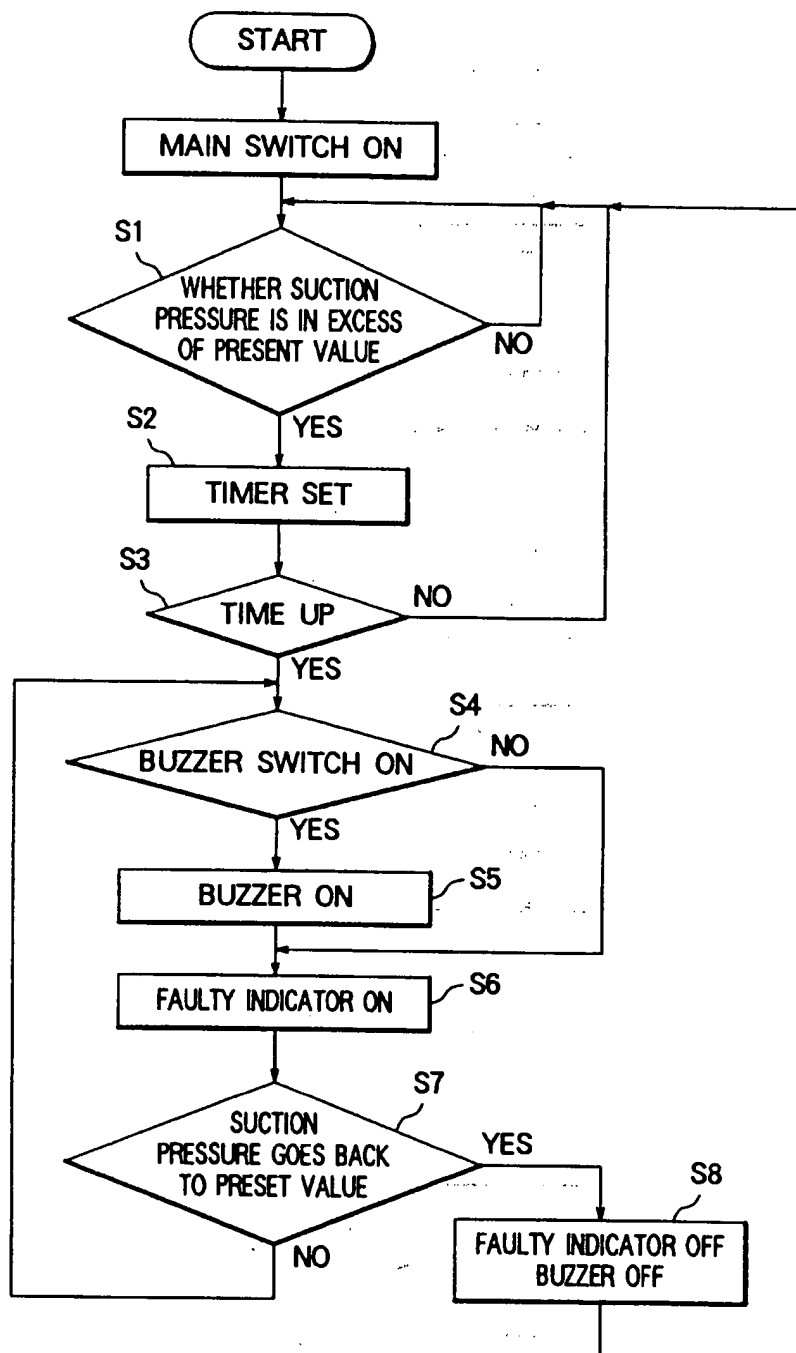 START
MAIN SWITCH ON
S1
WHETHER SUCTION
PRESSURE IS IN EXCESS
OF PRESENT VALUE
NO
YES
S2
TIMER SET
S3
TIME UP
NO
YES
S4
BUZZER SWITCH ON
NO
YES
BUZZER ON
S5
FAULTY INDICATOR ON
S6
S7
SUCTION
PRESSURE GOES BACK
TO PRESET VALUE
YES
NO
S8
FAULTY INDICATOR OFF
BUZZER OFF